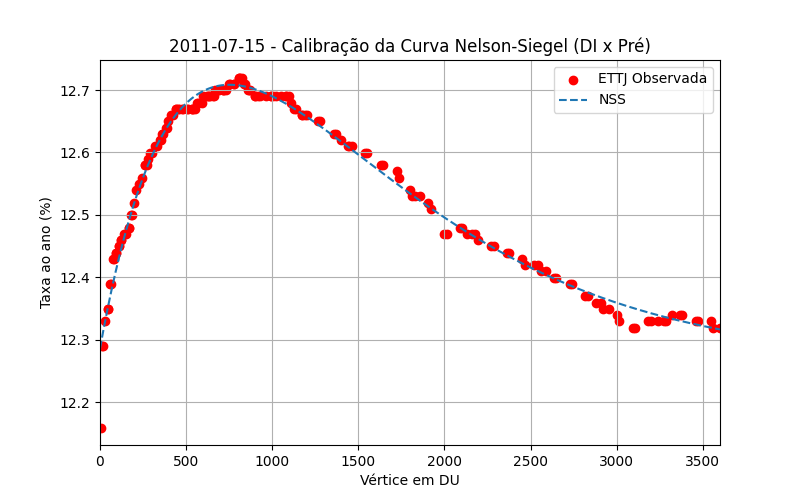 2011-07-15 - Calibração da Curva Nelson-Siegel (DI x Pré)
ETTJ Observada
NSS
Taxa ao ano (%)
12.7
12.6
12.5
12.4
12.3
12.2
0 500 1000 1500 2000 2500 3000 3500
Vértice em DU